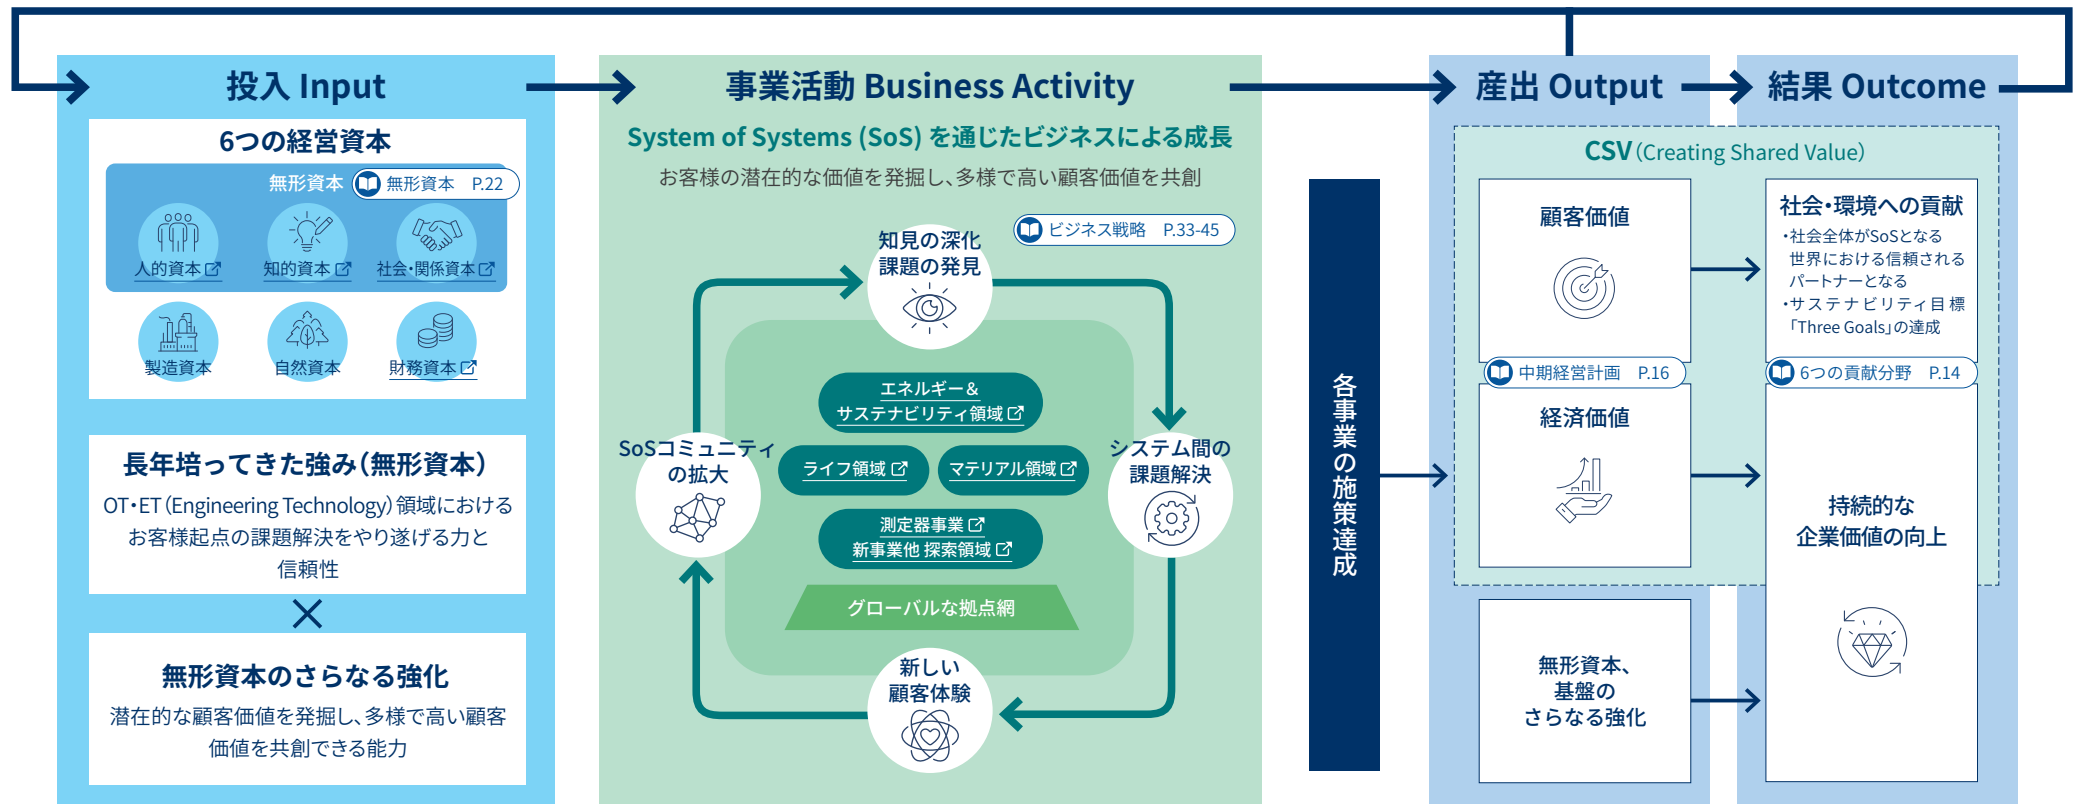 投入 Input
6つの経営資本
無形資本
無形資本 P.22
人的資本
知的資本
社会・関係資本
製造資本
自然資本
財務資本
長年培ってきた強み（無形資本）
OT・ET（Engineering Technology）領域における
お客様起点の課題解決をやり遂げる力と
信頼性
×
無形資本のさらなる強化
潜在的な顧客価値を発掘し、多様で高い顧客
価値を共創できる能力
事業活動 Business Activity
System of Systems (SoS) を通じたビジネスによる成長
お客様の潜在的な価値を発掘し、多様で高い顧客価値を共創
ビジネス戦略 P.33-45
知見の深化
課題の発見
システム間の
課題解決
新しい
顧客体験
SoSコミュニティ
の拡大
エネルギー＆
サステナビリティ領域
ライフ領域
マテリアル領域
測定器事業
新事業他 探索領域
グローバルな拠点網
各事業の施策達成
産出 Output
結果 Outcome
CSV（Creating Shared Value）
顧客価値
中期経営計画 P.16
経済価値
無形資本、
基盤の
さらなる強化
社会・環境への貢献
・社会全体がSoSとなる
世界における信頼される
パートナーとなる
・サステナビリティ目標
「Three Goals」の達成
6つの貢献分野 P.14
持続的な
企業価値の向上